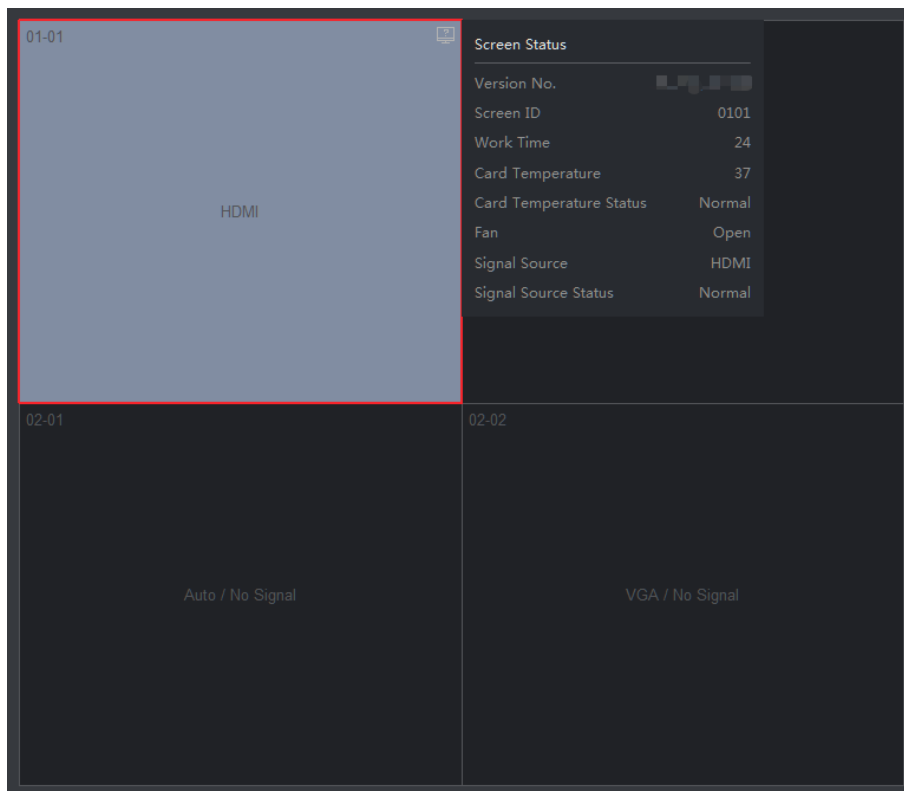 01-01
HDMI
Screen Status
Version No.
Screen ID 0101
Work Time 24
Card Temperature 37
Card Temperature Status Normal
Fan Open
Signal Source HDMI
Signal Source Status Normal
02-01
Auto / No Signal
02-02
VGA / No Signal